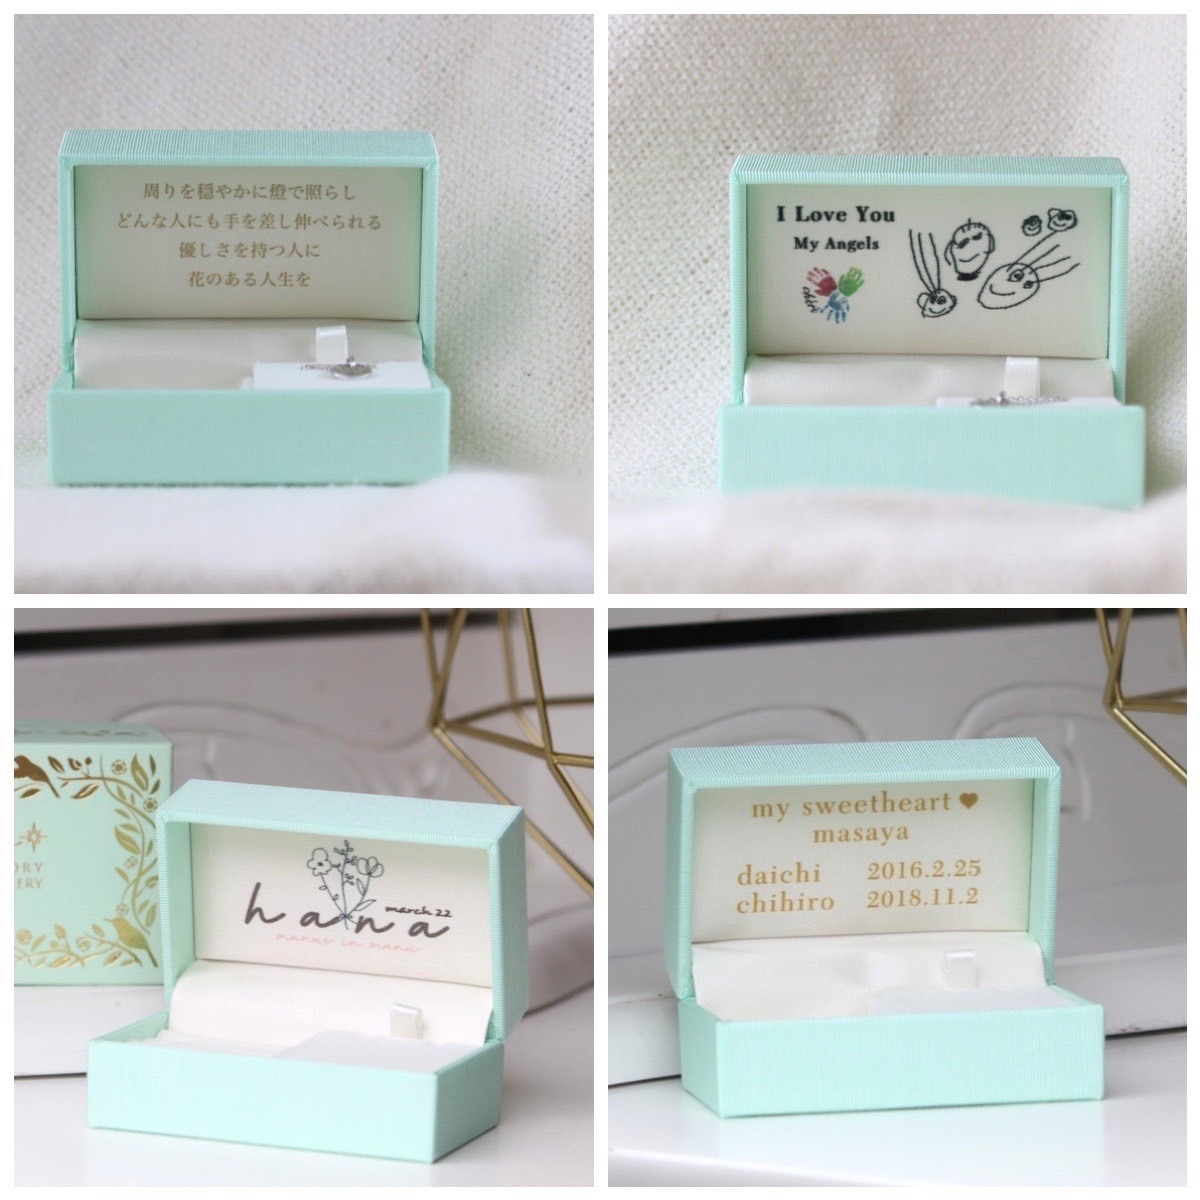 周りを穏やかに燈で照らし
どんな人にも手を差し伸べられる
優しさを持つ人に
花のある人生を
I Love You
My Angels
hana
march 22
manus in manu
my sweetheart
masaya
daichi 2016.2.25
chihiro 2018.11.2